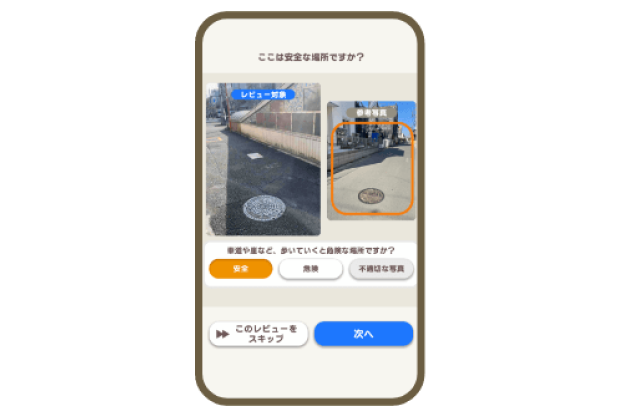 ここは安全な場所ですか？
レビュー対象
参考写真
車道や崖など、歩いていくと危険な場所ですか？
安全
危険
不適切な写真
このレビューを
スキップ
次へ